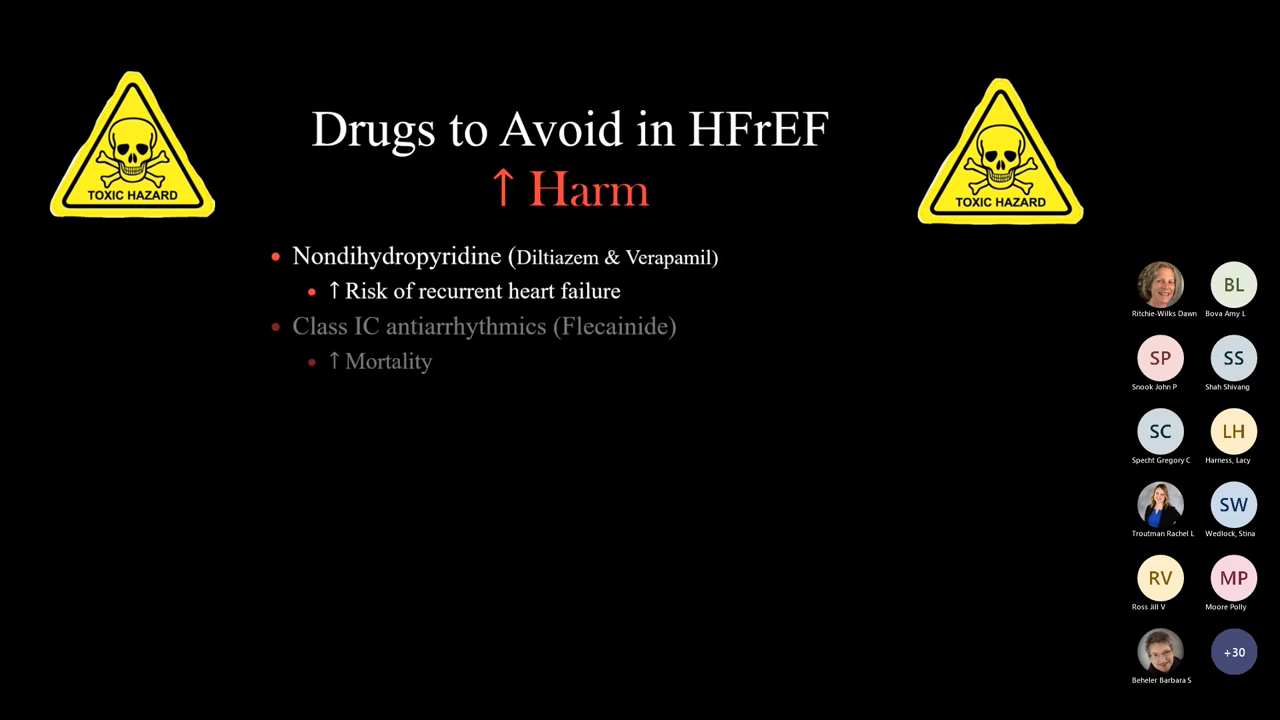 TOXIC HAZARD
Drugs to Avoid in HFrEF
↑ Harm
TOXIC HAZARD
• Nondihydropyridine (Diltiazem & Verapamil)
• ↑ Risk of recurrent heart failure
• Class IC antiarrhythmics (Flecainide)
• ↑ Mortality
BL
Ritchie-Wilks Dawn
Bova Amy L
SP
SS
Snook John P
Shah Shivang
SC
LH
Specht Gregory C
Harness, Lacy
SW
Troutman Rachel L
Wedlock, Stina
RV
MP
Ross Jill V
Moore Polly
+30
Beheler Barbara S